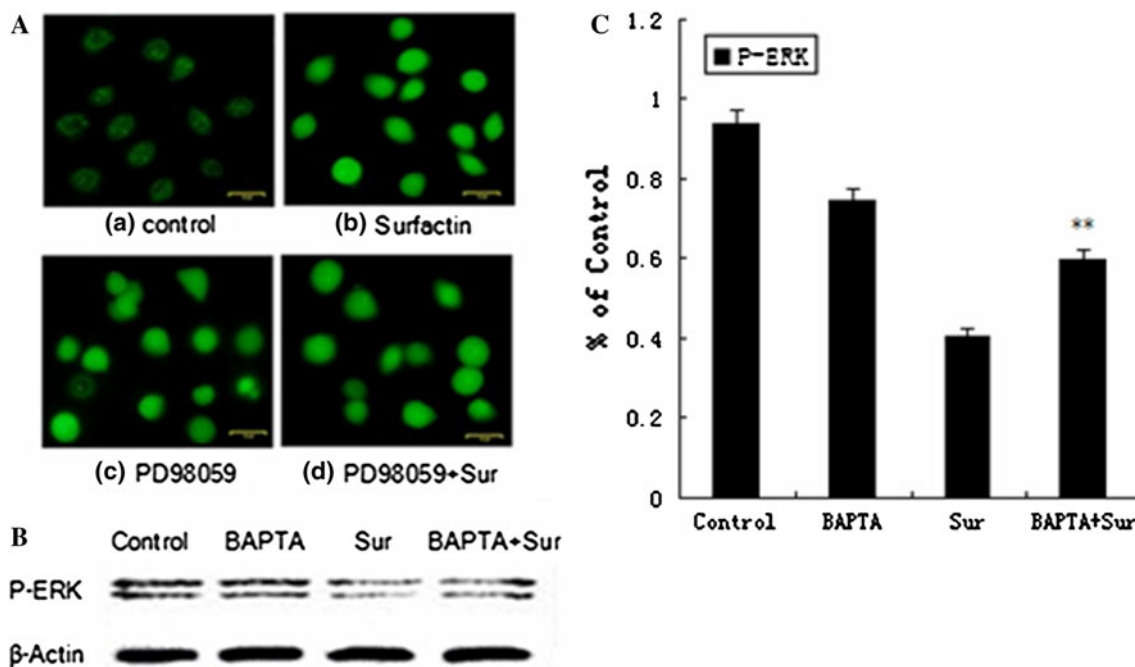 A
(a) control
(b) Surfactin
(c) PD98059
(d) PD98059+Sur
B
Control BAPTA Sur BAPTA+Sur
P-ERK
β-Actin
C
P-ERK
% of Control
1.2
1
0.8
0.6
0.4
0.2
0
**
Control BAPTA Sur BAPTA+Sur